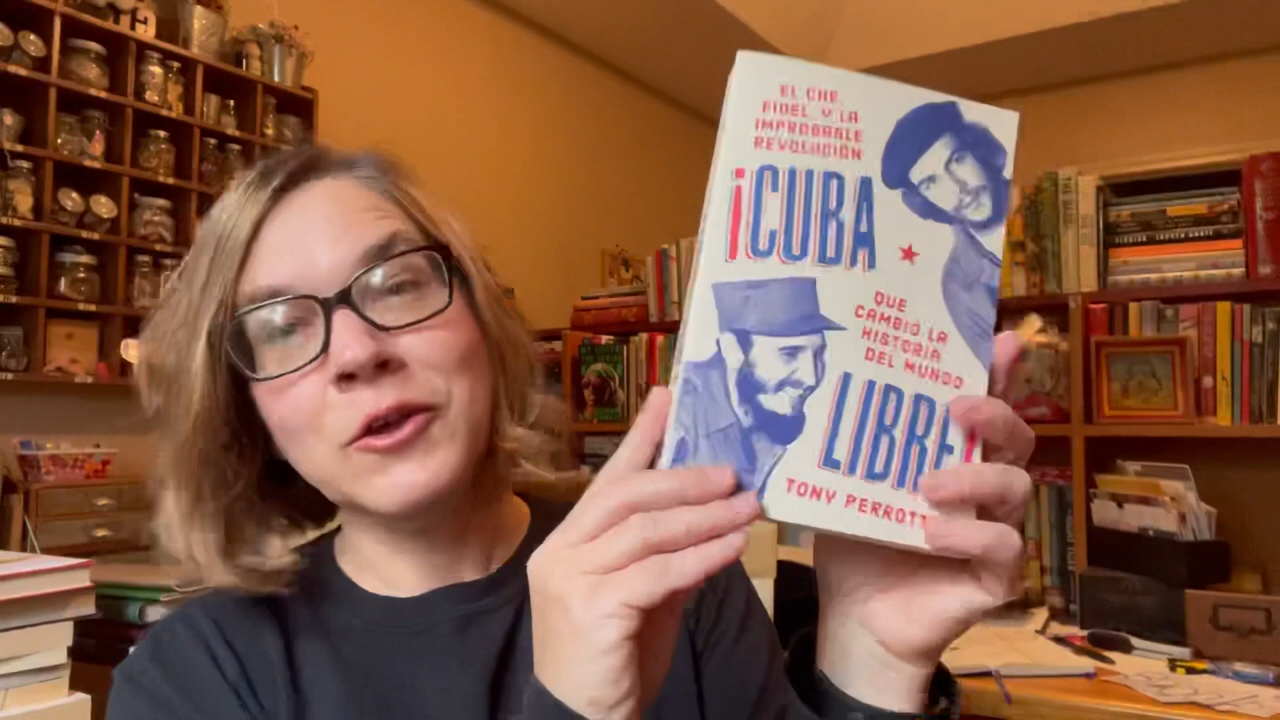 EL CHE,
FIDEL Y LA
IMPROBABLE
REVOLUCIÓN
¡CUBA
QUE
CAMBIÓ LA
HISTORIA
DEL MUNDO
LIBRE!
TONY PERROTT